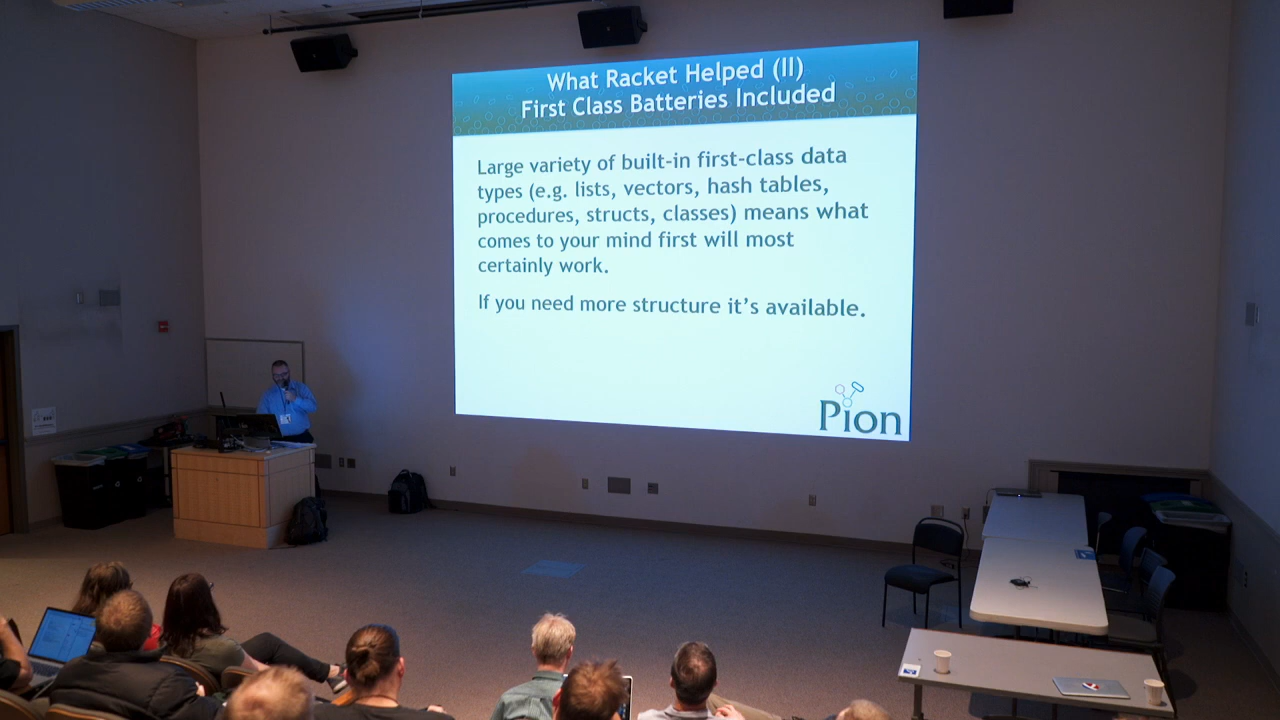 What Racket Helped (II)
First Class Batteries Included
Large variety of built-in first-class data
types (e.g. lists, vectors, hash tables,
procedures, structs, classes) means what
comes to your mind first will most
certainly work.
If you need more structure it's available.
Pion